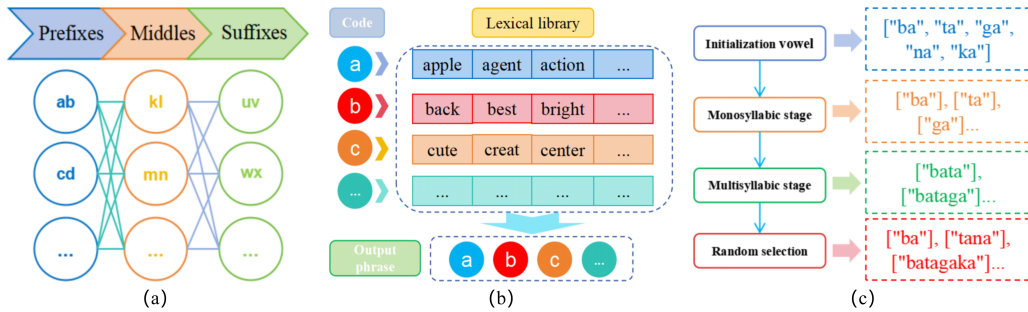 Prefixes Middles Suffixes
ab kl uv
cd mn wx
... ... ...
(a)
Code Lexical library
a apple agent action ...
b back best bright ...
c cute creat center ...
... ... ... ... ...
Output phrase a b c ...
(b)
Initialization vowel
["ba", "ta", "ga",
"na", "ka"]
Monosyllabic stage
["ba"], ["ta"],
["ga"]...
Multisyllabic stage
["bata"],
["bataga"]...
Random selection
["ba"], ["tana"],
["batagaka"]...
(c)